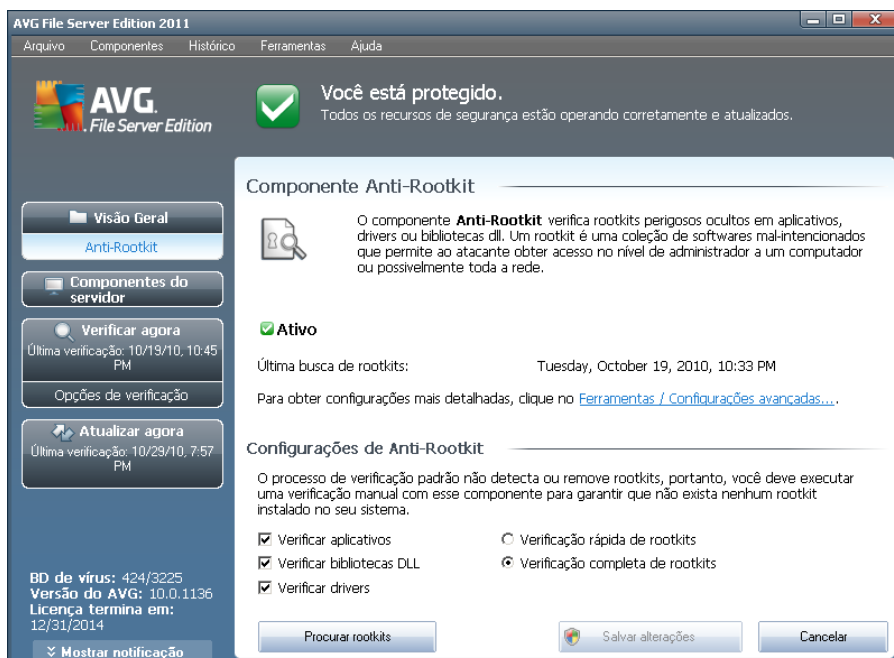 AVG File Server Edition 2011
Arquivo Componentes Histórico Ferramentas Ajuda
AVG.
File Server Edition
Você está protegido.
Todos os recursos de segurança estão operando corretamente e atualizados.
Visão Geral
Anti-Rootkit
Componentes do
servidor
Verificar agora
Última verificação: 10/19/10, 10:45
PM
Opções de verificação
Atualizar agora
Última verificação: 10/29/10, 7:57
PM
BD de vírus: 424/3225
Versão do AVG: 10.0.1136
Licença termina em:
12/31/2014
Mostrar notificação
Componente Anti-Rootkit
O componente Anti-Rootkit verifica rootkits perigosos ocultos em aplicativos,
drivers ou bibliotecas dll. Um rootkit é uma coleção de softwares mal-intencionados
que permite ao atacante obter acesso no nível de administrador a um computador
ou possivelmente toda a rede.
Ativo
Última busca de rootkits: Tuesday, October 19, 2010, 10:33 PM
Para obter configurações mais detalhadas, clique no Ferramentas / Configurações avançadas....
Configurações de Anti-Rootkit
O processo de verificação padrão não detecta ou remove rootkits, portanto, você deve executar
uma verificação manual com esse componente para garantir que não exista nenhum rootkit
instalado no seu sistema.
Verificar aplicativos Verificação rápida de rootkits
Verificar bibliotecas DLL Verificação completa de rootkits
Verificar drivers
Procurar rootkits Salvar alterações Cancelar